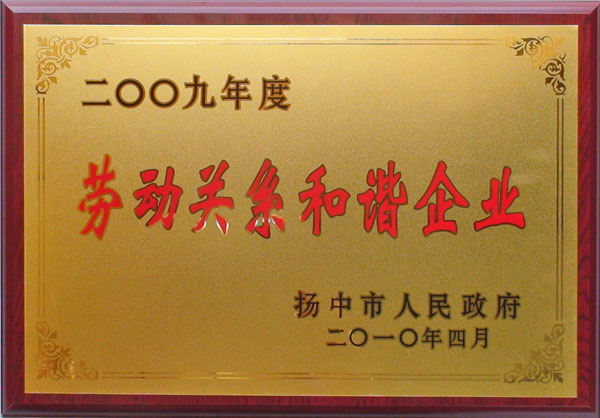 二〇〇九年度
劳动关系和谐企业
扬中市人民政府
二〇一〇年四月